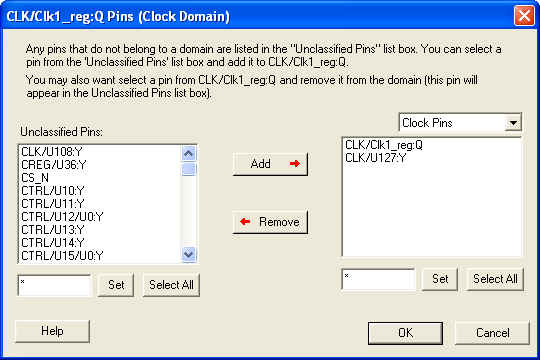 CLK/Clk1_reg:Q Pins (Clock Domain)
Any pins that do not belong to a domain are listed in the "Unclassified Pins" list box. You can select a
pin from the 'Unclassified Pins' list box and add it to CLK/Clk1_reg:Q.
You may also want select a pin from CLK/Clk1_reg:Q and remove it from the domain (this pin will
appear in the Unclassified Pins list box).
Unclassified Pins:
CLK/U108:Y
CREG/U36:Y
CS_N
CTRL/U10:Y
CTRL/U11:Y
CTRL/U12/U0:Y
CTRL/U13:Y
CTRL/U14:Y
CTRL/U15/U0:Y
*
Set
Select All
Add
Remove
Clock Pins
CLK/Clk1_reg:Q
CLK/U127:Y
*
Set
Select All
Help
OK
Cancel